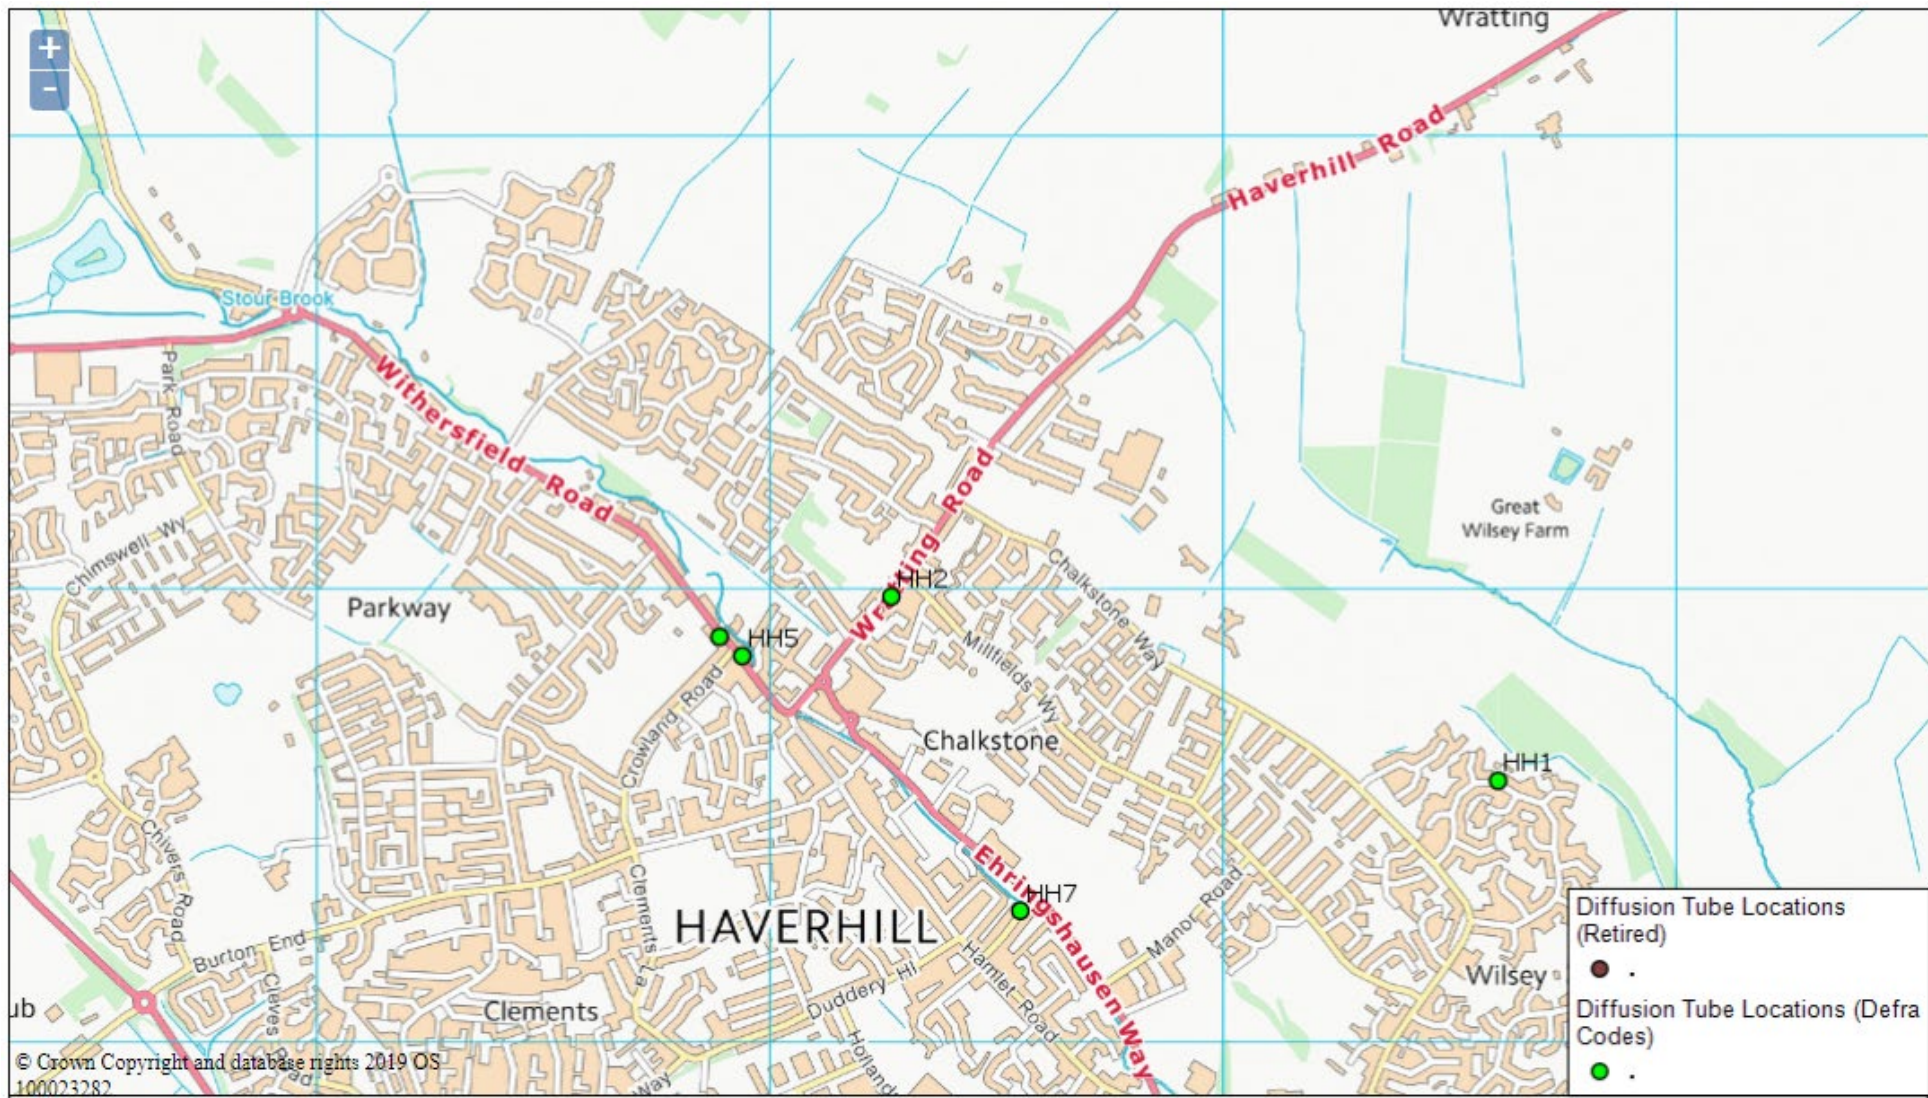 +
-
Wratting
Haverhill Road
Stour Brook
Park Road
Withersfield Road
Wratting Road
Great
Wilsey Farm
Chimswell Wy
Chalkstone Way
HH2
Parkway
HH5
Millfields Wy
Crowland Road
Chalkstone
HH1
Chivers Road
Ehringshausen Way
HH7
Clements La
Manor Road
HAVERHILL
Burton End
Hamlet Road
Duddery Hl
Wilsey
Cleves Road
Clements
Holland
Way
ub
© Crown Copyright and database rights 2019 OS
100023282
Diffusion Tube Locations
(Retired)
.
Diffusion Tube Locations (Defra
Codes)
.